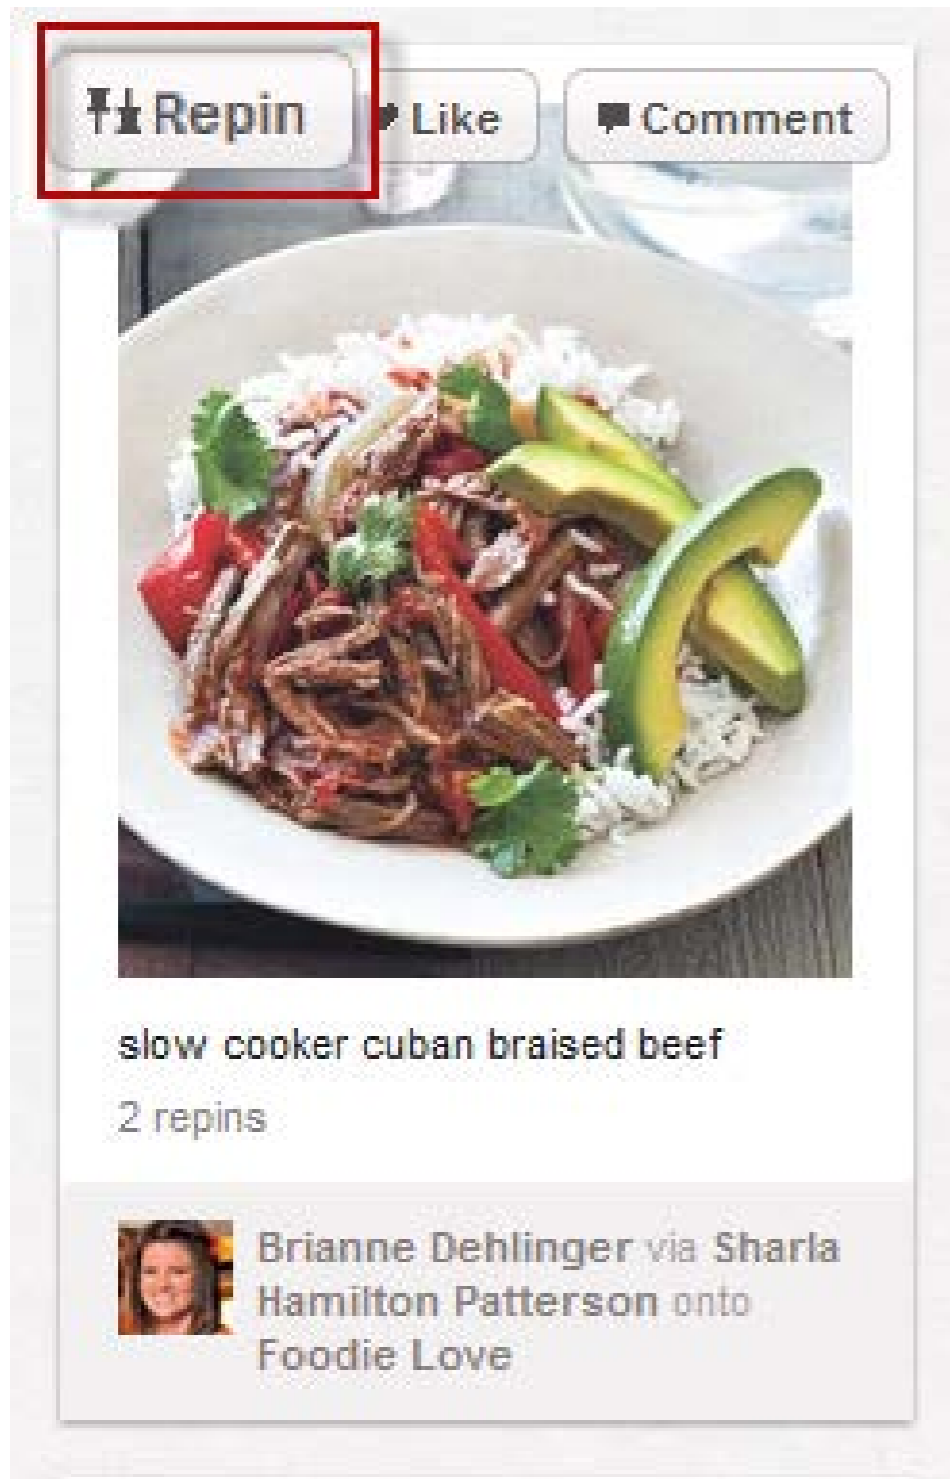 Repin Like Comment
slow cooker cuban braised beef
2 repins
Brianne Dehlinger via Sharla
Hamilton Patterson onto
Foodie Love